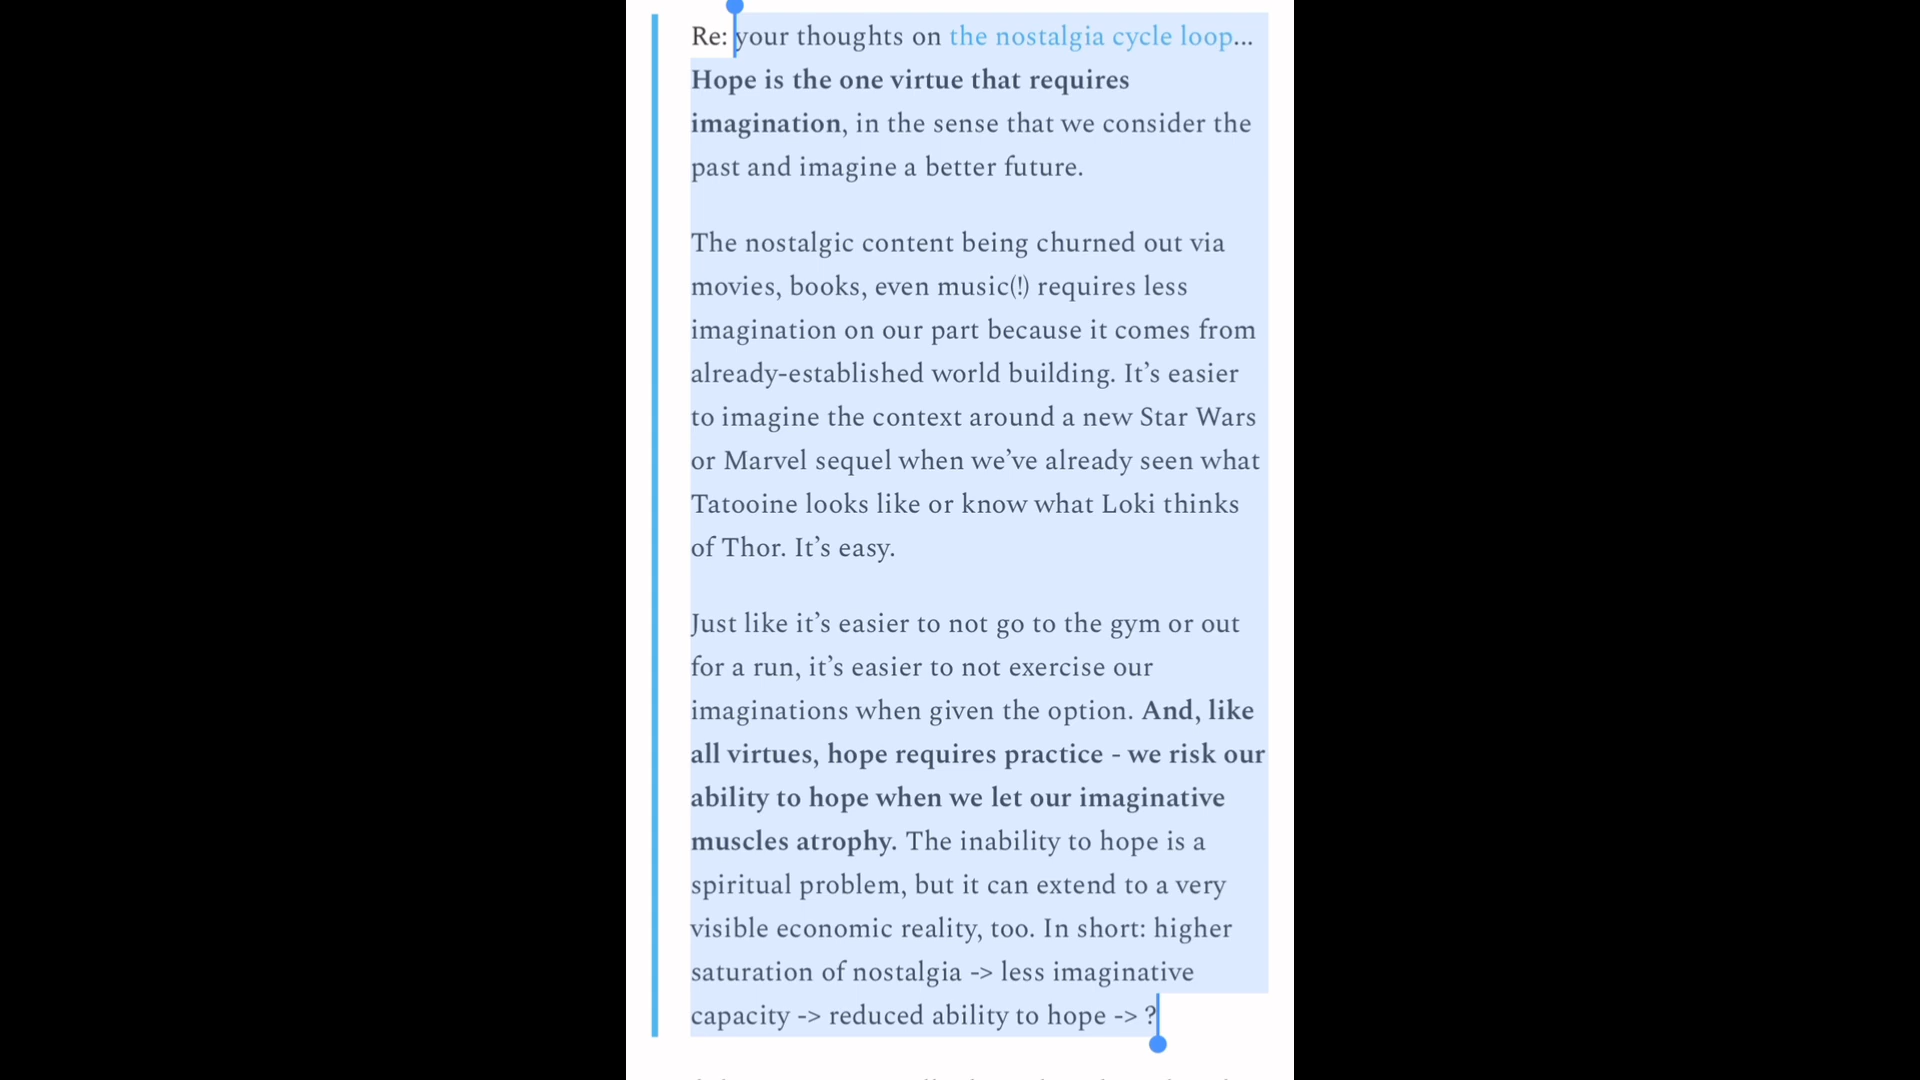 Re: your thoughts on the nostalgia cycle loop...
Hope is the one virtue that requires
imagination, in the sense that we consider the
past and imagine a better future.
The nostalgic content being churned out via
movies, books, even music(!) requires less
imagination on our part because it comes from
already-established world building. It’s easier
to imagine the context around a new Star Wars
or Marvel sequel when we’ve already seen what
Tatooine looks like or know what Loki thinks
of Thor. It’s easy.
Just like it’s easier to not go to the gym or out
for a run, it’s easier to not exercise our
imaginations when given the option. And, like
all virtues, hope requires practice - we risk our
ability to hope when we let our imaginative
muscles atrophy. The inability to hope is a
spiritual problem, but it can extend to a very
visible economic reality, too. In short: higher
saturation of nostalgia -> less imaginative
capacity -> reduced ability to hope -> ?